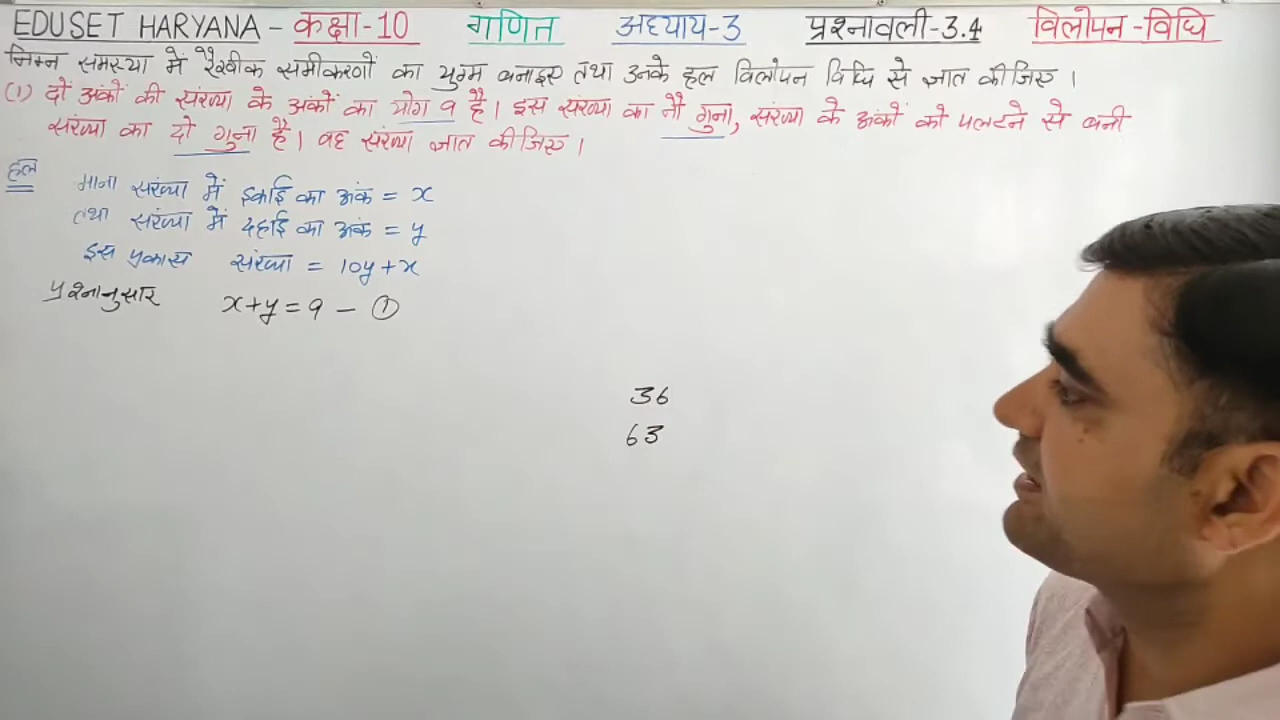 EDUSET HARYANA - कक्षा-10 गणित अध्याय-3 प्रश्नावली-3.4 विलोपन-विधि
निम्न समस्या में रैखीक समीकरणों का युग्म बनाइए तथा उनके हल विलोपन विधि से ज्ञात कीजिए।
(1) दो अंकों की संख्या के अंकों का योग 9 है। इस संख्या का नौ गुना, संख्या के अंकों को पलटने से बनी
संख्या का दो गुना है। वह संख्या ज्ञात कीजिए।
हल माना संख्या में इकाई का अंक = x
तथा संख्या में दहाई का अंक = y
इस प्रकार संख्या = 10y+x
प्रश्नानुसार x+y=9 - ①
36
63